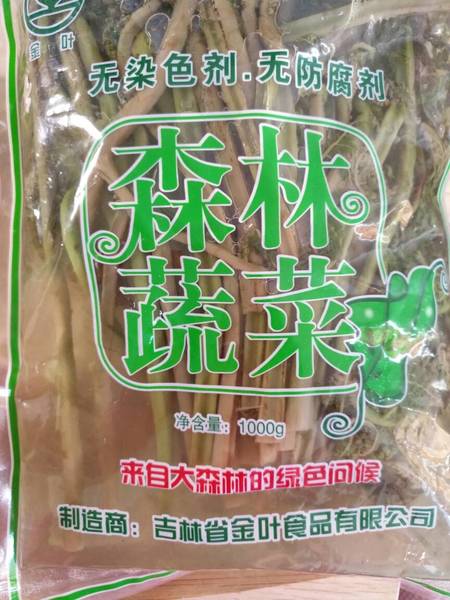 金叶
无染色剂.无防腐剂
森林
蔬菜
净含量：1000g
来自大森林的绿色问候
制造商：吉林省金叶食品有限公司